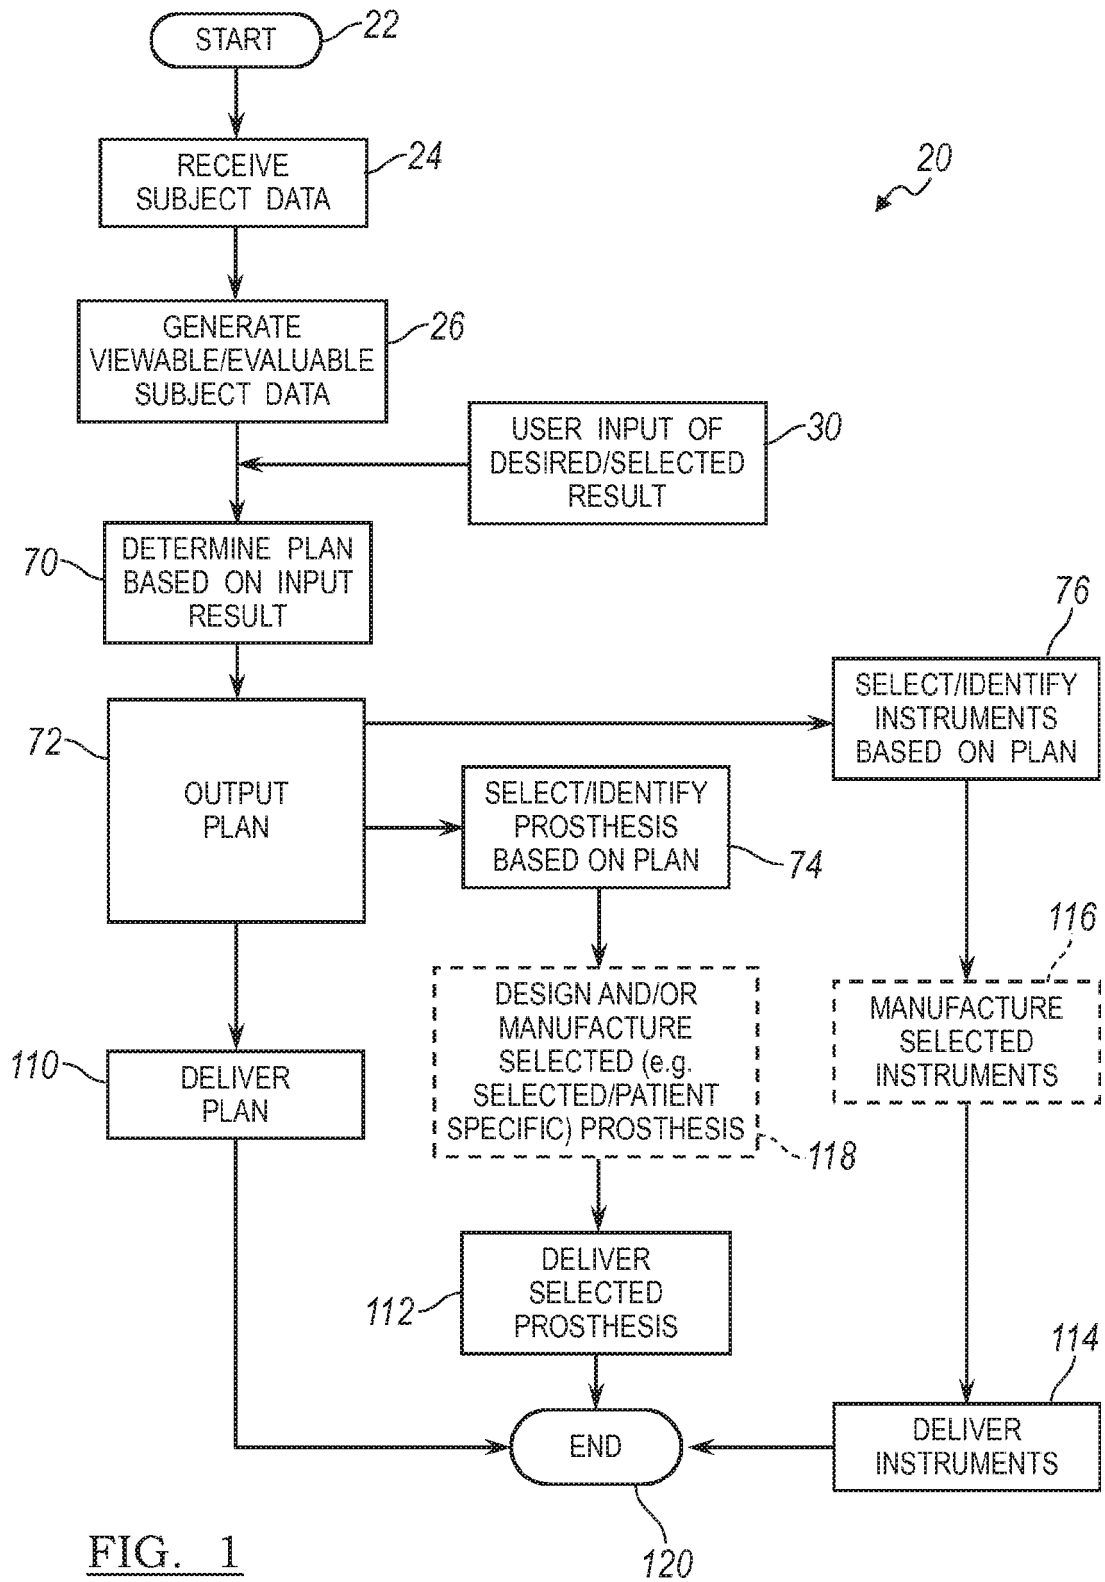 START
22
RECEIVE
SUBJECT DATA
24
20
GENERATE
VIEWABLE/EVALUABLE
SUBJECT DATA
26
USER INPUT OF
DESIRED/SELECTED
RESULT
30
70
DETERMINE PLAN
BASED ON INPUT
RESULT
76
SELECT/IDENTIFY
INSTRUMENTS
BASED ON PLAN
72
OUTPUT
PLAN
SELECT/IDENTIFY
PROSTHESIS
BASED ON PLAN
74
116
MANUFACTURE
SELECTED
INSTRUMENTS
DESIGN AND/OR
MANUFACTURE
SELECTED (e.g.
SELECTED/PATIENT
SPECIFIC) PROSTHESIS
118
110
DELIVER
PLAN
DELIVER
SELECTED
PROSTHESIS
112
114
DELIVER
INSTRUMENTS
END
120
FIG. 1